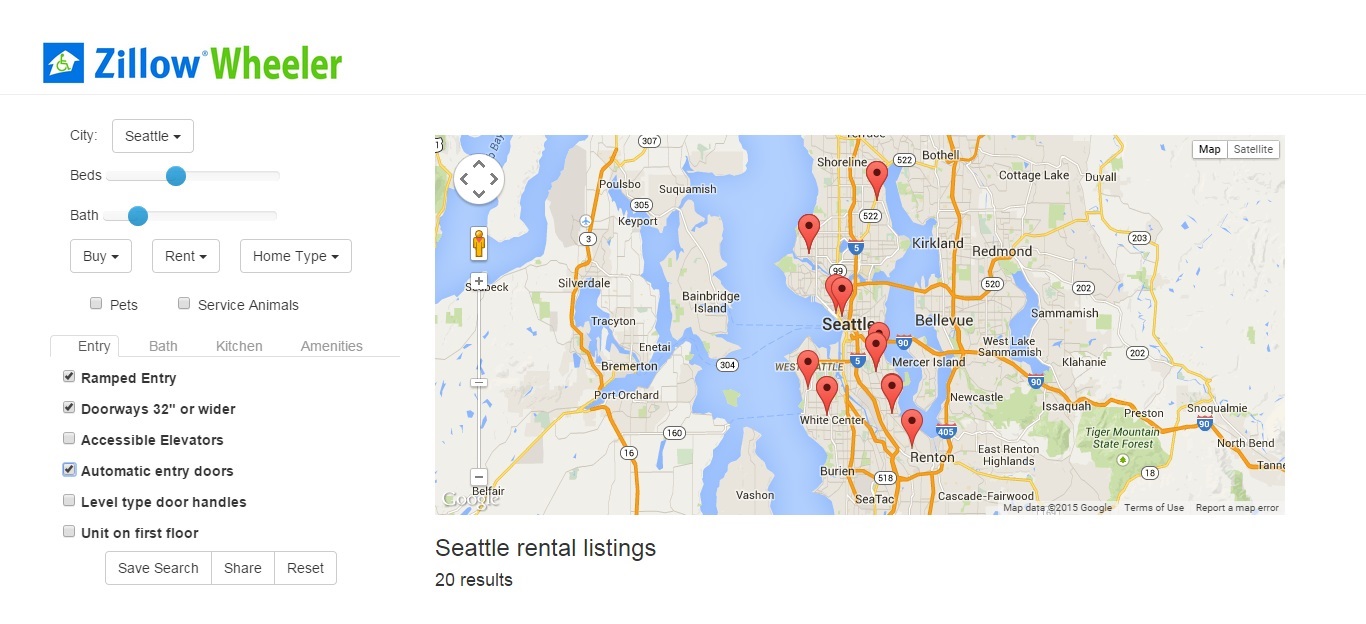 Zillow® Wheeler
City: Seattle
Beds
Bath
Buy Rent Home Type
Pets Service Animals
Entry Bath Kitchen Amenities
Ramped Entry
Doorways 32" or wider
Accessible Elevators
Automatic entry doors
Level type door handles
Unit on first floor
Save Search Share Reset
Map Satellite
307
Shoreline
522
Bothell
Cottage Lake
Duvall
Poulsbo
Suquamish
305
Keyport
522
3
5
Kirkland
Redmond
203
99
Silverdale
520
202
Bainbridge
Island
Sammamish
Tracyton
Seattle
Bellevue
Enetai
90
West Lake
Sammamish
202
5
Mercer Island
Klahanie
Bremerton
304
90
Port Orchard
Newcastle
Issaquah
Preston
Snoqualmie
90
White Center
160
405
Tiger Mountain
State Forest
North Bend
16
Renton
East Renton
Highlands
Burien
518
18
Belfair
Vashon
SeaTac
Cascade-Fairwood
Google
Map data ©2015 Google Terms of Use Report a map error
Seattle rental listings
20 results